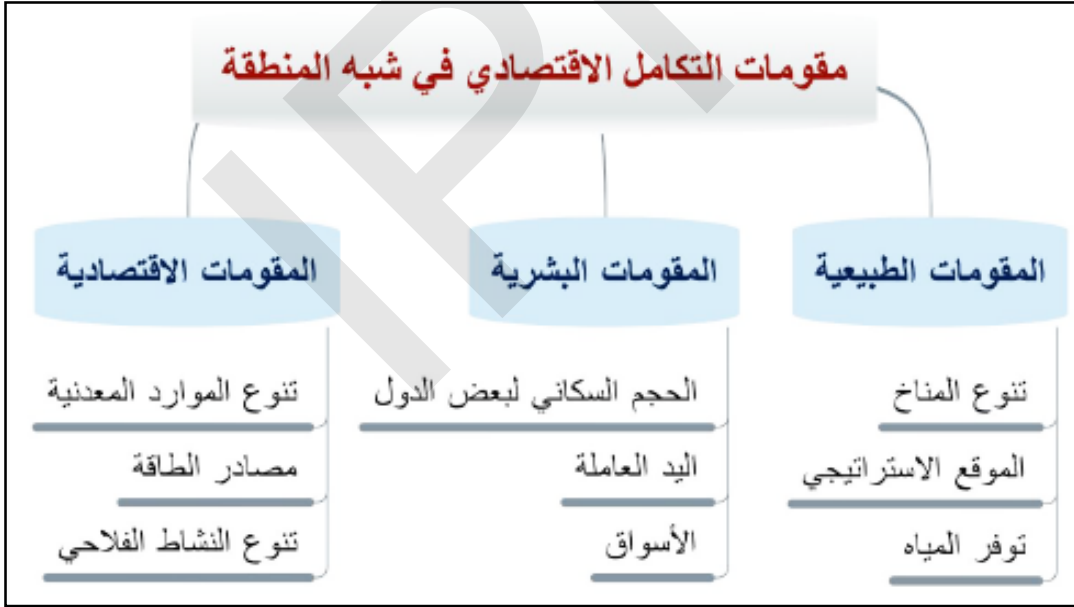 مقومات التكامل الاقتصادي في شبه المنطقة
المقومات الطبيعية
تنوع المناخ
الموقع الاستراتيجي
توفر المياه
المقومات البشرية
الحجم السكاني لبعض الدول
اليد العاملة
الأسواق
المقومات الاقتصادية
تنوع الموارد المعدنية
مصادر الطاقة
تنوع النشاط الفلاحي